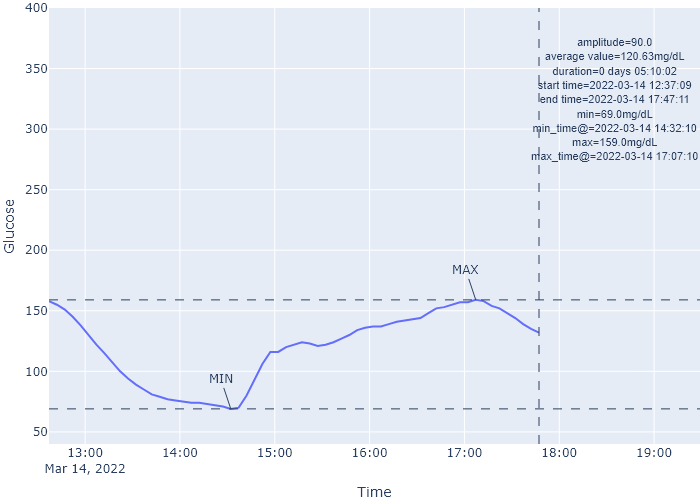 400
350
300
250
200
150
100
50
Glucose
amplitude=90.0
average value=120.63mg/dL
duration=0 days 05:10:02
start time=2022-03-14 12:37:09
end time=2022-03-14 17:47:11
min=69.0mg/dL
min_time@=2022-03-14 14:32:10
max=159.0mg/dL
max_time@=2022-03-14 17:07:10
MAX
MIN
13:00 14:00 15:00 16:00 17:00 18:00 19:00
Mar 14, 2022
Time